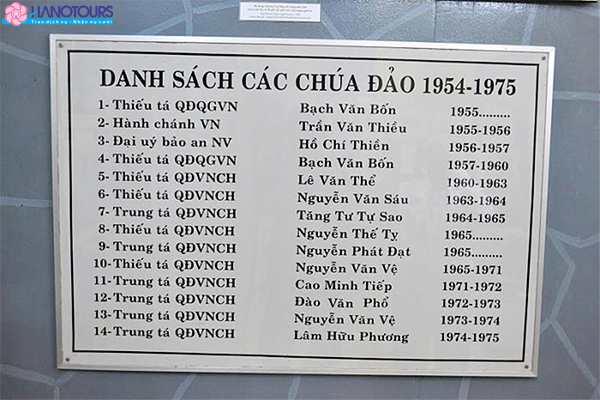 HANOTOURS
Trao dịch vụ - Nhận nụ cười
DANH SÁCH CÁC CHÚA ĐẢO 1954-1975
1- Thiếu tá QĐQGVN Bạch Văn Bốn 1955.........
2- Hành chánh VN Trần Văn Thiều 1955-1956
3- Đại uý bảo an NV Hồ Chí Thiền 1956-1957
4- Thiếu tá QĐQGVN Bạch Văn Bốn 1957-1960
5- Thiếu tá QĐVNCH Lê Văn Thể 1960-1963
6- Thiếu tá QĐVNCH Nguyễn Văn Sáu 1963-1964
7- Trung tá QĐVNCH Tăng Tư Tự Sao 1964-1965
8- Thiếu tá QĐVNCH Nguyễn Thế Tỵ 1965.........
9- Trung tá QĐVNCH Nguyễn Phát Đạt 1965.........
10- Thiếu tá QĐVNCH Nguyễn Văn Vệ 1965-1971
11- Trung tá QĐVNCH Cao Minh Tiếp 1971-1972
12- Trung tá QĐVNCH Đào Văn Phổ 1972-1973
13- Trung tá QĐVNCH Nguyễn Văn Vệ 1973-1974
14- Trung tá QĐVNCH Lâm Hữu Phương 1974-1975